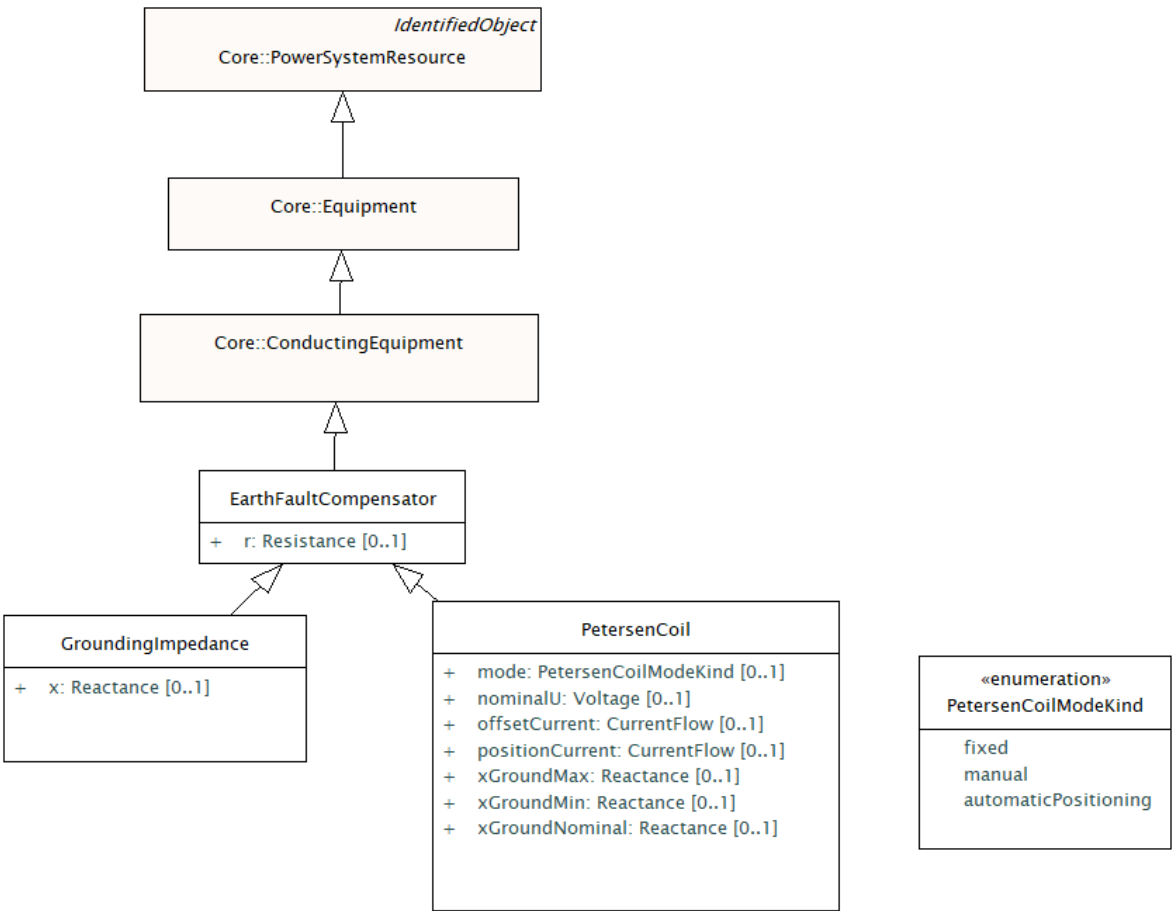 IdentifiedObject
Core::PowerSystemResource
Core::Equipment
Core::ConductingEquipment
EarthFaultCompensator
+ r: Resistance [0..1]
GroundingImpedance
+ x: Reactance [0..1]
PetersenCoil
+ mode: PetersenCoilModeKind [0..1]
+ nominalU: Voltage [0..1]
+ offsetCurrent: CurrentFlow [0..1]
+ positionCurrent: CurrentFlow [0..1]
+ xGroundMax: Reactance [0..1]
+ xGroundMin: Reactance [0..1]
+ xGroundNominal: Reactance [0..1]
«enumeration»
PetersenCoilModeKind
fixed
manual
automaticPositioning